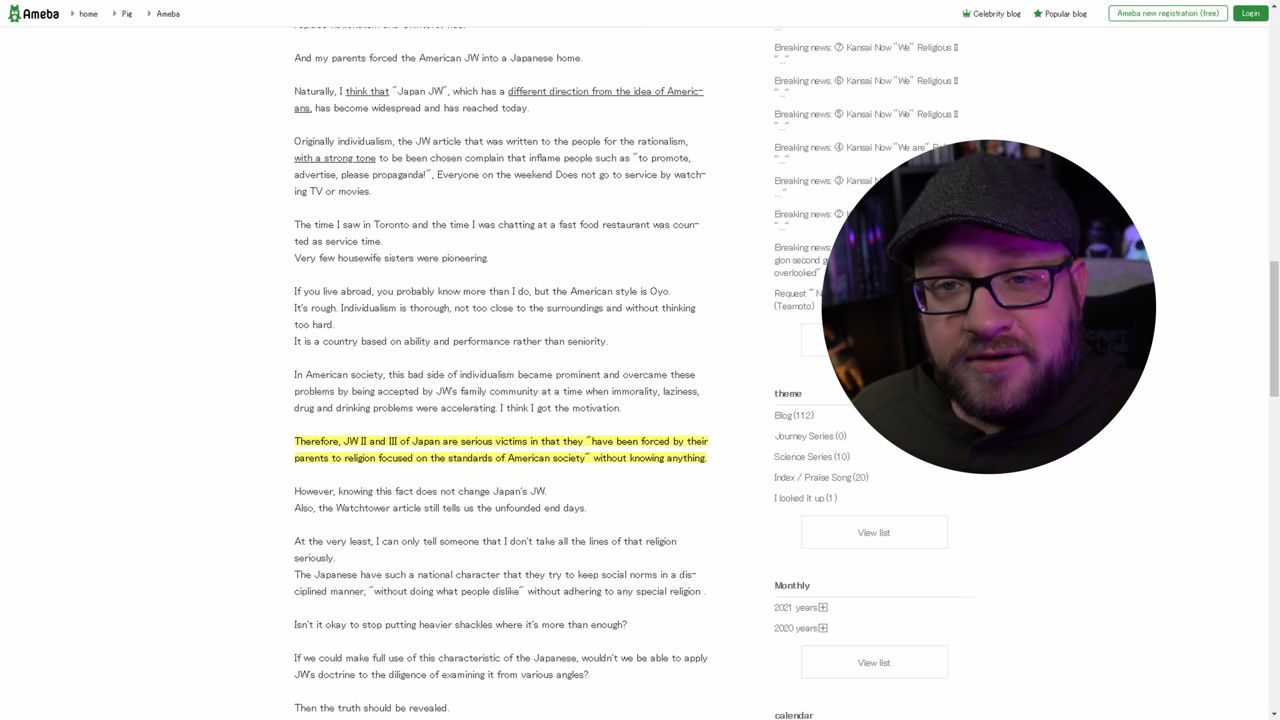 Ameba
home
Pig
Ameba
Celebrity blog
Popular blog
Ameba new registration (free)
Login
And my parents forced the American JW into a Japanese home.
Naturally, I think that "Japan JW", which has a different direction from the idea of Americ-
ans, has become widespread and has reached today.
Originally individualism, the JW article that was written to the people for the rationalism,
with a strong tone to be been chosen complain that inflame people such as "to promote,
advertise, please propaganda!", Everyone on the weekend Does not go to service by watch-
ing TV or movies.
The time I saw in Toronto and the time I was chatting at a fast food restaurant was coun-
ted as service time.
Very few housewife sisters were pioneering.
If you live abroad, you probably know more than I do, but the American style is Oyo.
It's rough. Individualism is thorough, not too close to the surroundings and without thinking
too hard.
It is a country based on ability and performance rather than seniority.
In American society, this bad side of individualism became prominent and overcame these
problems by being accepted by JW's family community at a time when immorality, laziness,
drug and drinking problems were accelerating. I think I got the motivation.
Therefore, JW II and III of Japan are serious victims in that they "have been forced by their
parents to religion focused on the standards of American society" without knowing anything.
However, knowing this fact does not change Japan's JW.
Also, the Watchtower article still tells us the unfounded end days.
At the very least, I can only tell someone that I don't take all the lines of that religion
seriously.
The Japanese have such a national character that they try to keep social norms in a dis-
ciplined manner, "without doing what people dislike" without adhering to any special religion .
Isn't it okay to stop putting heavier shackles where it's more than enough?
If we could make full use of this characteristic of the Japanese, wouldn't we be able to apply
JW's doctrine to the diligence of examining it from various angles?
Then the truth should be revealed.
...
Breaking news: ⑦ Kansai Now "We" Religious II
"..."
Breaking news: ⑥ Kansai Now "We" Religious II
"..."
Breaking news: ⑤ Kansai Now "We" Religious II
"..."
Breaking news: ④ Kansai Now "We are"
"..."
Breaking news: ③ Kansai
... "
Breaking news: ②
"..."
Breaking news:
gion second
overlooked"
Request "
(Teamoto)
theme
Blog (112)
Journey Series (0)
Science Series (10)
Index / Praise Song (20)
I looked it up (1)
View list
Monthly
2021 years
2020 years
View list
calendar